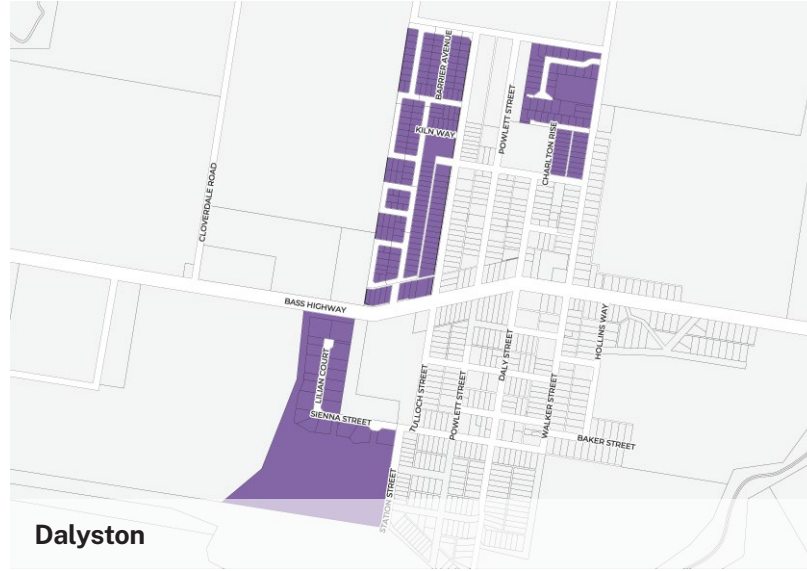 BARRIER AVENUE
POWLETT STREET
KILN WAY
CHARLTON RISE
CLOVERDALE ROAD
BASS HIGHWAY
HOLLINS WAY
LILIAN COURT
DALY STREET
TULLOCH STREET
POWLETT STREET
WALKER STREET
SIENNA STREET
BAKER STREET
STATION STREET
Dalyston